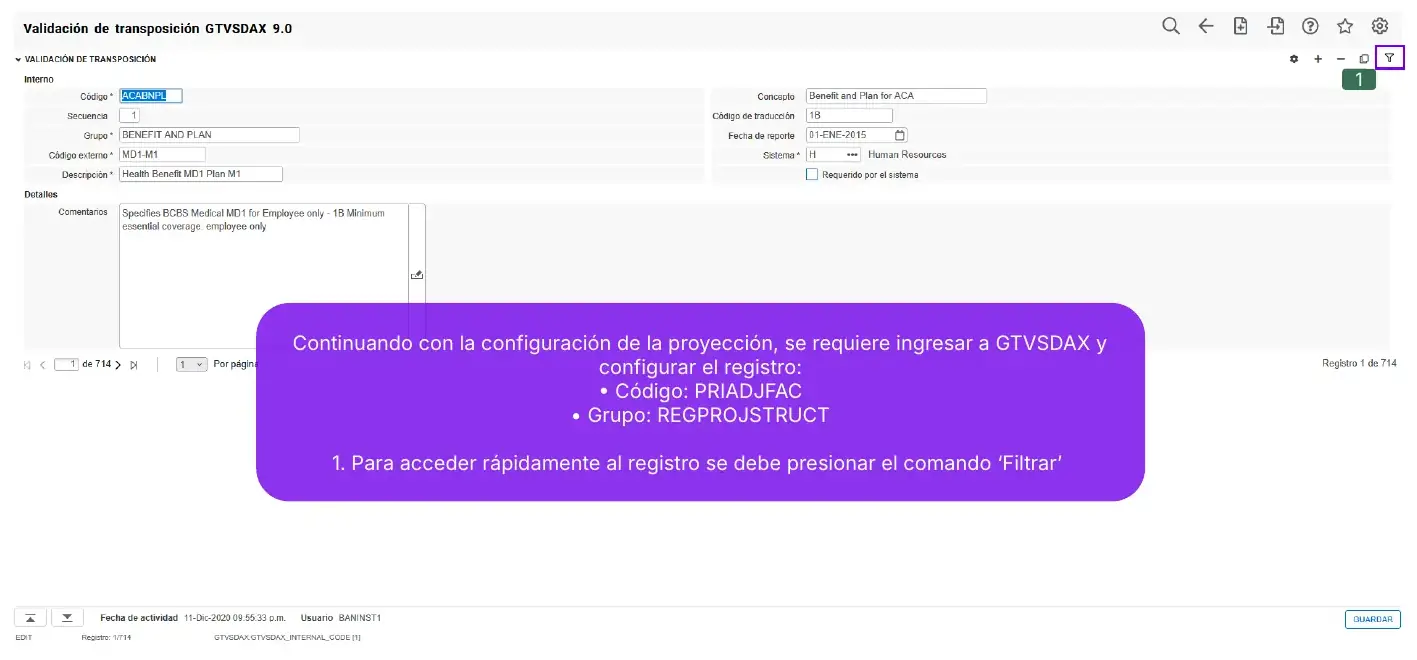 Validación de transposición GTVSDAX 9.0
VALIDACIÓN DE TRANSPOSICIÓN
1
Interno
Código * ACABNPL
Concepto Benefit and Plan for ACA
Secuencia 1
Código de traducción 1B
Grupo * BENEFIT AND PLAN
Fecha de reporte 01-ENE-2015
Código externo * MD1-M1
Sistema * H ••• Human Resources
Descripción * Health Benefit MD1 Plan M1
Requerido por el sistema
Detalles
Comentarios Specifies BCBS Medical MD1 for Employee only - 1B Minimum
essential coverage. employee only
Continuando con la configuración de la proyección, se requiere ingresar a GTVSDAX y
configurar el registro:
• Código: PRIADJFAC
• Grupo: REGPROJSTRUCT
1. Para acceder rápidamente al registro se debe presionar el comando ‘Filtrar’
1 de 714 1 Por página
Registro 1 de 714
Fecha de actividad 11-Dic-2020 09.55:33 p.m. Usuario BANINST1
GUARDAR
EDIT Registro: 1/714 GTVSDAX.GTVSDAX_INTERNAL_CODE [1]